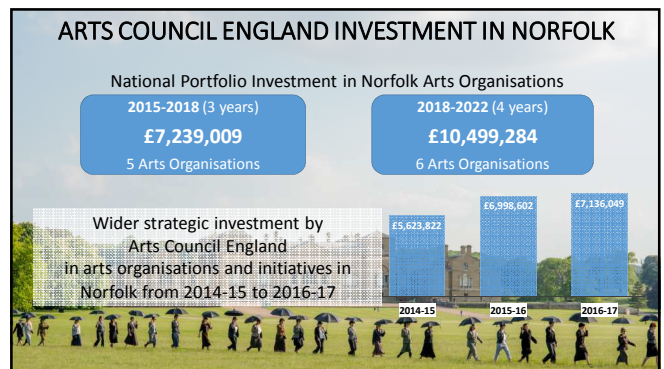 ARTS COUNCIL ENGLAND INVESTMENT IN NORFOLK
National Portfolio Investment in Norfolk Arts Organisations
2015-2018 (3 years)
£7,239,009
5 Arts Organisations
2018-2022 (4 years)
£10,499,284
6 Arts Organisations
Wider strategic investment by
Arts Council England
in arts organisations and initiatives in
Norfolk from 2014-15 to 2016-17
£5,623,822
£6,998,602
£7,136,049
2014-15
2015-16
2016-17